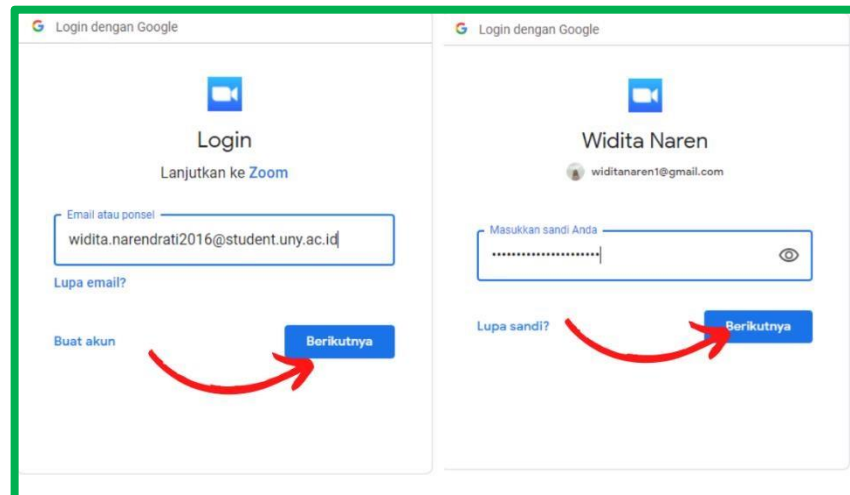 Login dengan Google
Login
Lanjutkan ke Zoom
Email atau ponsel
widita.narendrati2016@student.uny.ac.id
Lupa email?
Buat akun
Berikutnya
Login dengan Google
Widita Naren
widitanaren1@gmail.com
Masukkan sandi Anda
••••••••••••••••••••••
Lupa sandi?
Berikutnya